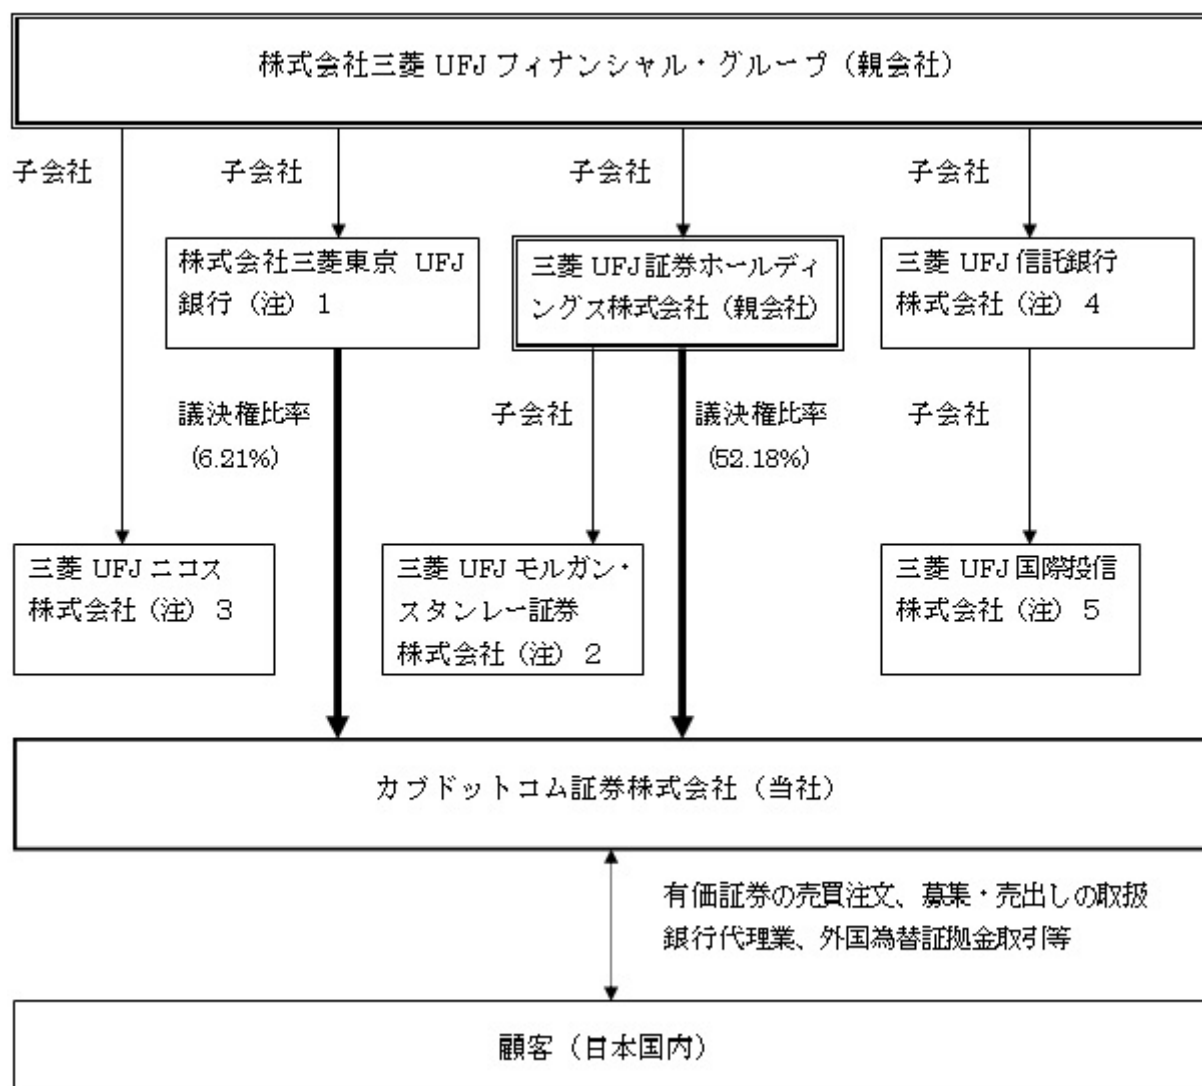 株式会社三菱 UFJ フィナンシャル・グループ（親会社）
子会社
子会社
子会社
子会社
株式会社三菱東京 UFJ
銀行（注） 1
三菱 UFJ 証券ホールディ
ングス株式会社（親会社）
三菱 UFJ 信託銀行
株式会社（注） 4
議決権比率
(6.21%)
子会社
議決権比率
(52.18%)
子会社
三菱 UFJ ニコス
株式会社（注） 3
三菱 UFJ モルガン・
スタンレー証券
株式会社（注） 2
三菱 UFJ 国際投信
株式会社（注） 5
カブドットコム証券株式会社（当社）
有価証券の売買注文、募集・売出しの取扱
銀行代理業、外国為替証拠金取引等
顧客（日本国内）